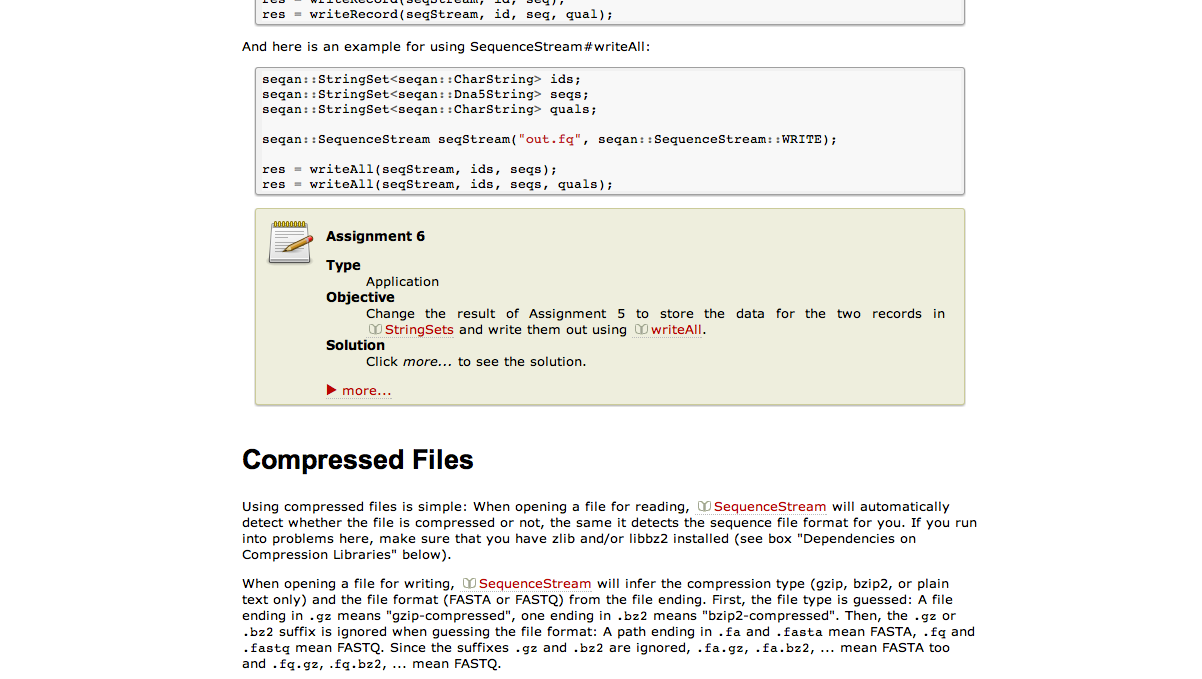 res = writeRecord(seqStream, id, seq);
res = writeRecord(seqStream, id, seq, qual);
And here is an example for using SequenceStream#writeAll:
seqan::StringSet<seqan::CharString> ids;
seqan::StringSet<seqan::Dna5String> seqs;
seqan::StringSet<seqan::CharString> quals;
seqan::SequenceStream seqStream("out.fq", seqan::SequenceStream::WRITE);
res = writeAll(seqStream, ids, seqs);
res = writeAll(seqStream, ids, seqs, quals);
Assignment 6
Type
Application
Objective
Change the result of Assignment 5 to store the data for the two records in
StringSets and write them out using writeAll.
Solution
Click more... to see the solution.
more...
Compressed Files
Using compressed files is simple: When opening a file for reading, SequenceStream will automatically
detect whether the file is compressed or not, the same it detects the sequence file format for you. If you run
into problems here, make sure that you have zlib and/or libbz2 installed (see box "Dependencies on
Compression Libraries" below).
When opening a file for writing, SequenceStream will infer the compression type (gzip, bzip2, or plain
text only) and the file format (FASTA or FASTQ) from the file ending. First, the file type is guessed: A file
ending in .gz means "gzip-compressed", one ending in .bz2 means "bzip2-compressed". Then, the .gz or
.bz2 suffix is ignored when guessing the file format: A path ending in .fa and .fasta mean FASTA, .fq and
.fastq mean FASTQ. Since the suffixes .gz and .bz2 are ignored, .fa.gz, .fa.bz2, ... mean FASTA too
and .fq.gz, .fq.bz2, ... mean FASTQ.